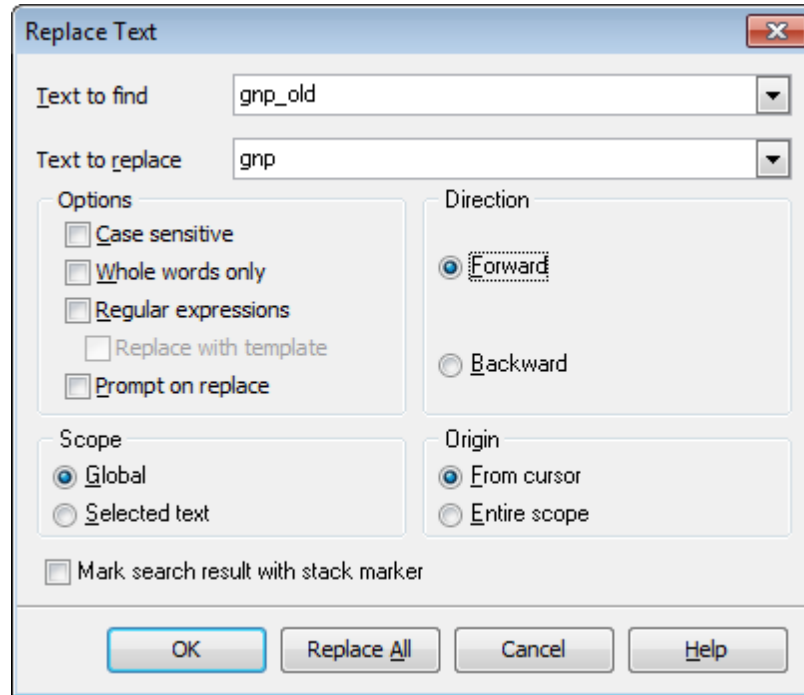 Replace Text
Text to find gnp_old
Text to replace gnp
Options
Case sensitive
Whole words only
Regular expressions
Replace with template
Prompt on replace
Direction
Forward
Backward
Scope
Global
Selected text
Origin
From cursor
Entire scope
Mark search result with stack marker
OK Replace All Cancel Help